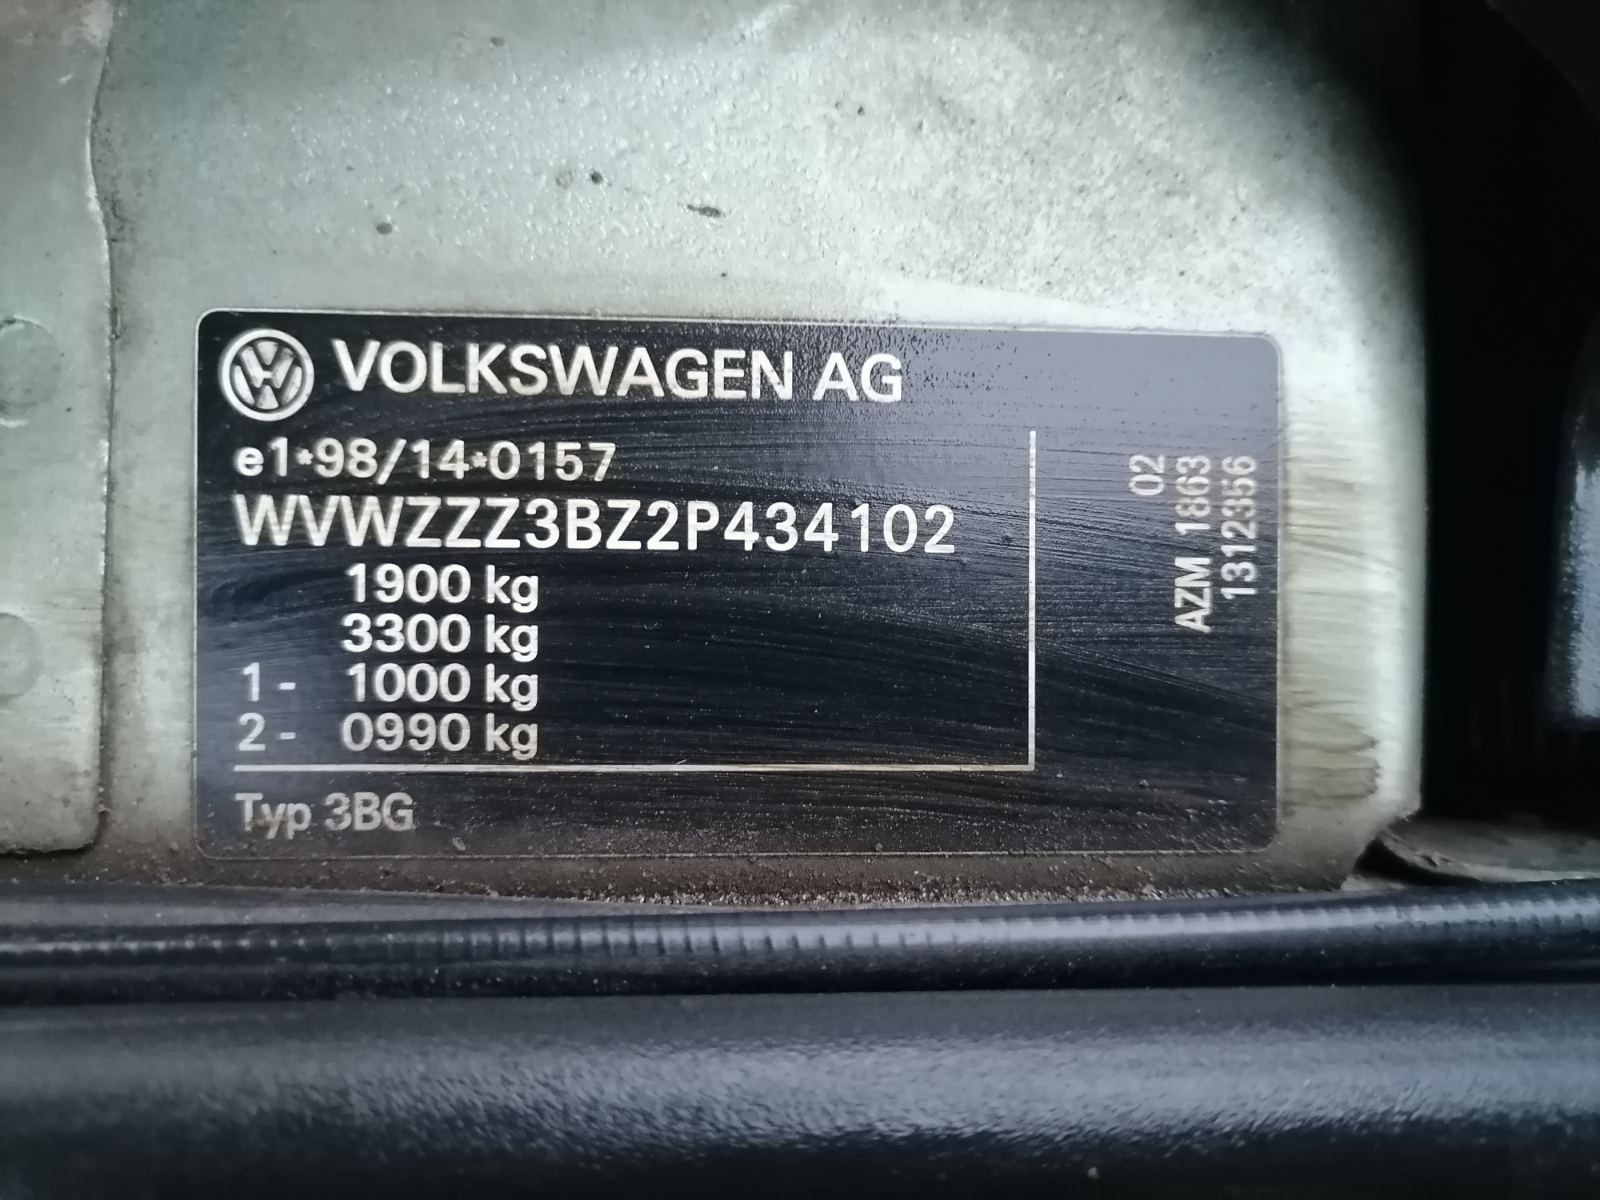 VOLKSWAGEN AG
e1*98/14*0157
WVWZZZ3BZ2P434102
1900 kg
3300 kg
1- 1000 kg
2- 0990 kg
Typ 3BG
02
AZM 1863
1312356